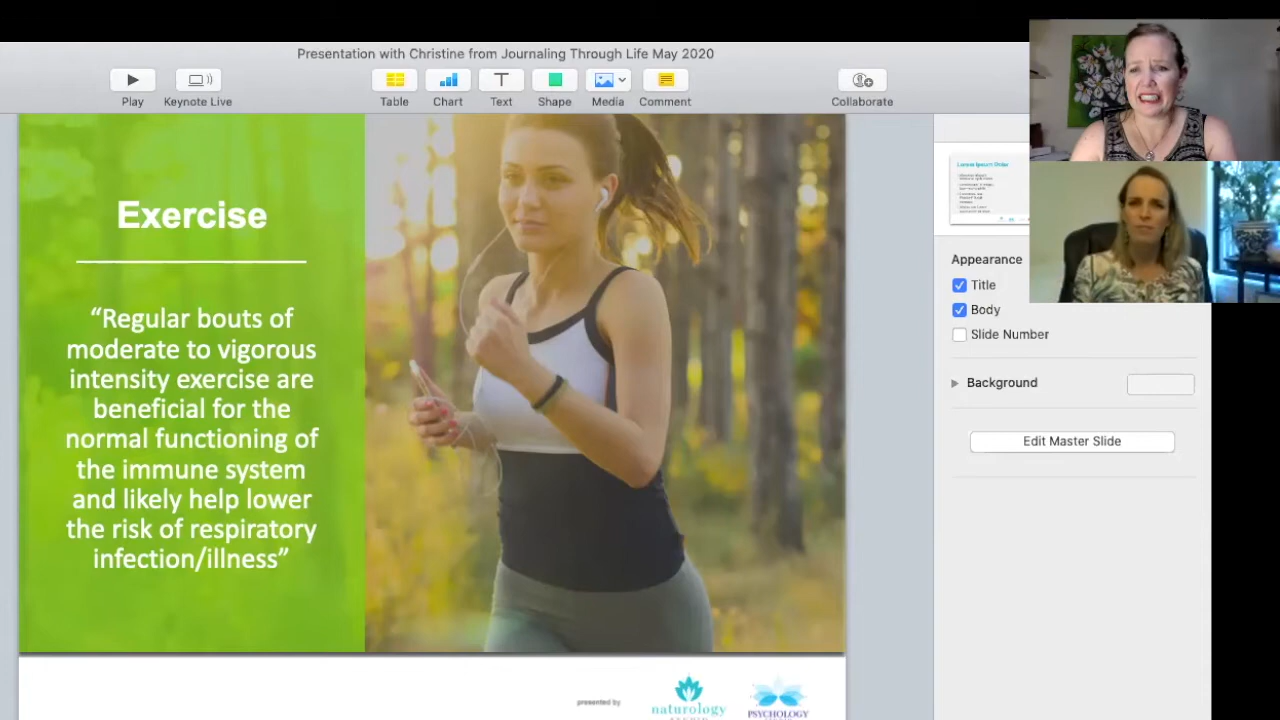 Presentation with Christine from Journaling Through Life May 2020
Play
Keynote Live
Table
Chart
Text
Shape
Media
Comment
Collaborate
Exercise
“Regular bouts of
moderate to vigorous
intensity exercise are
beneficial for the
normal functioning of
the immune system
and likely help lower
the risk of respiratory
infection/illness”
Lorem Ipsum Dolor
Appearance
Title
Body
Slide Number
Background
Edit Master Slide
presented by
naturology
PSYCHOLOGY